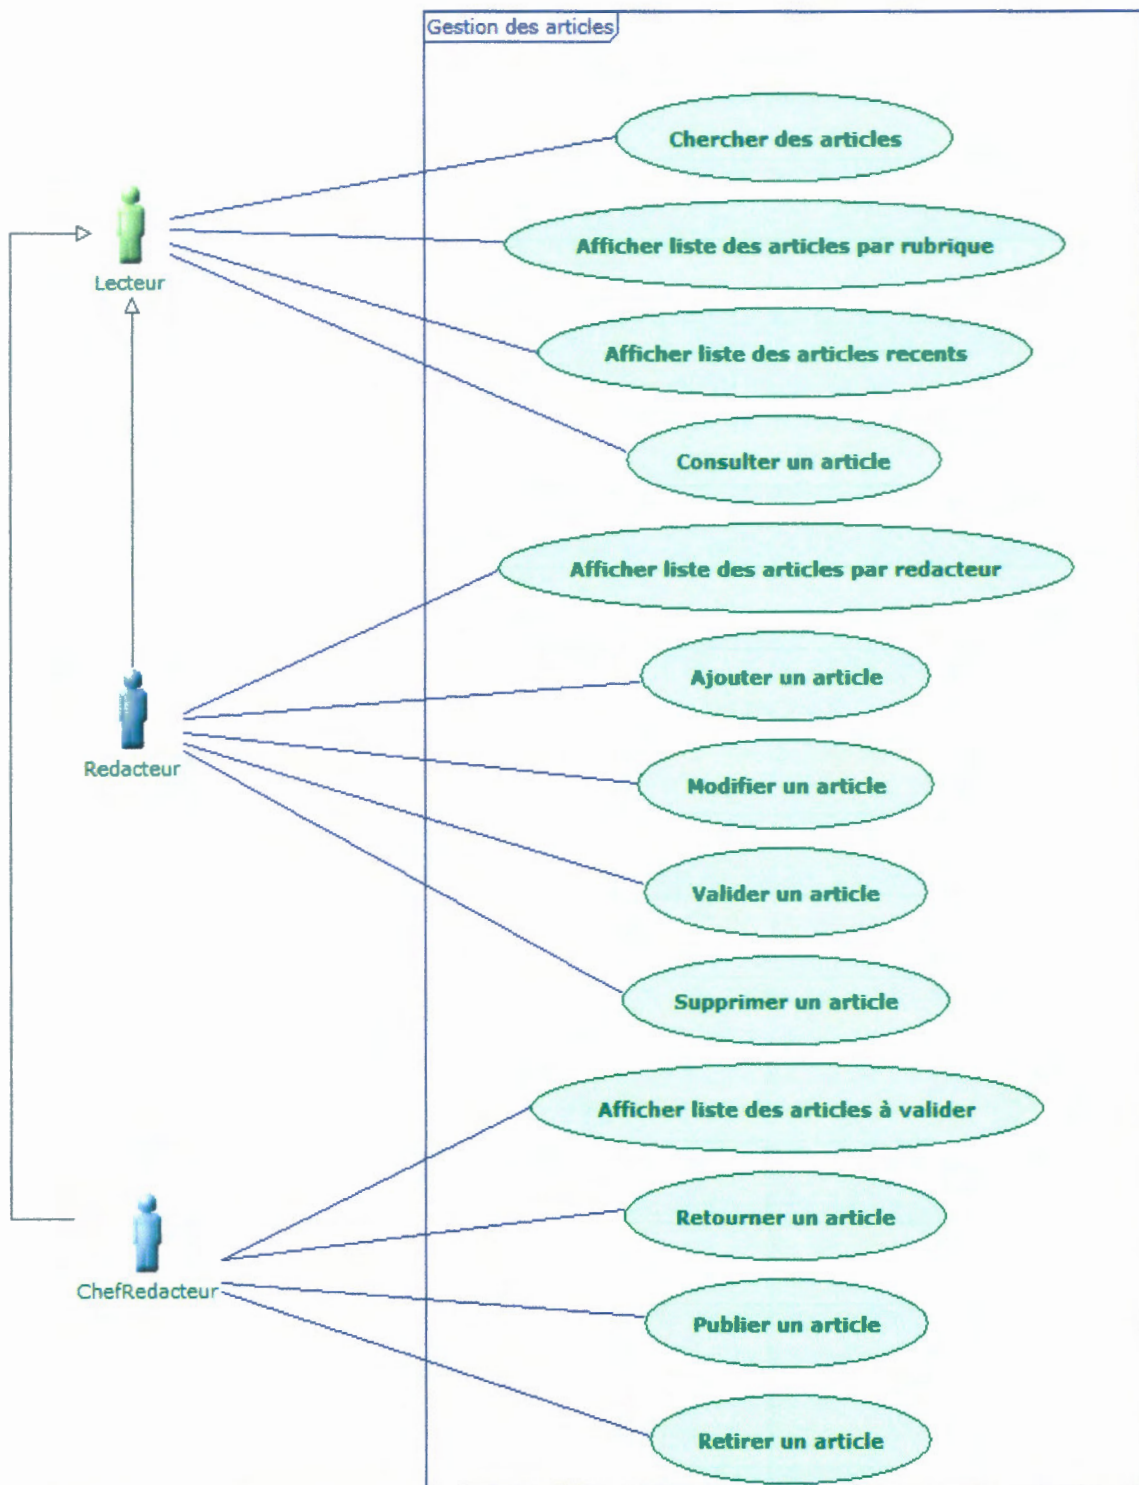 Gestion des articles
Chercher des articles
Afficher liste des articles par rubrique
Lecteur
Afficher liste des articles recents
Consulter un article
Afficher liste des articles par redacteur
Ajouter un article
Redacteur
Modifier un article
Valider un article
Supprimer un article
Afficher liste des articles à valider
Retourner un article
ChefRedacteur
Publier un article
Retirer un article